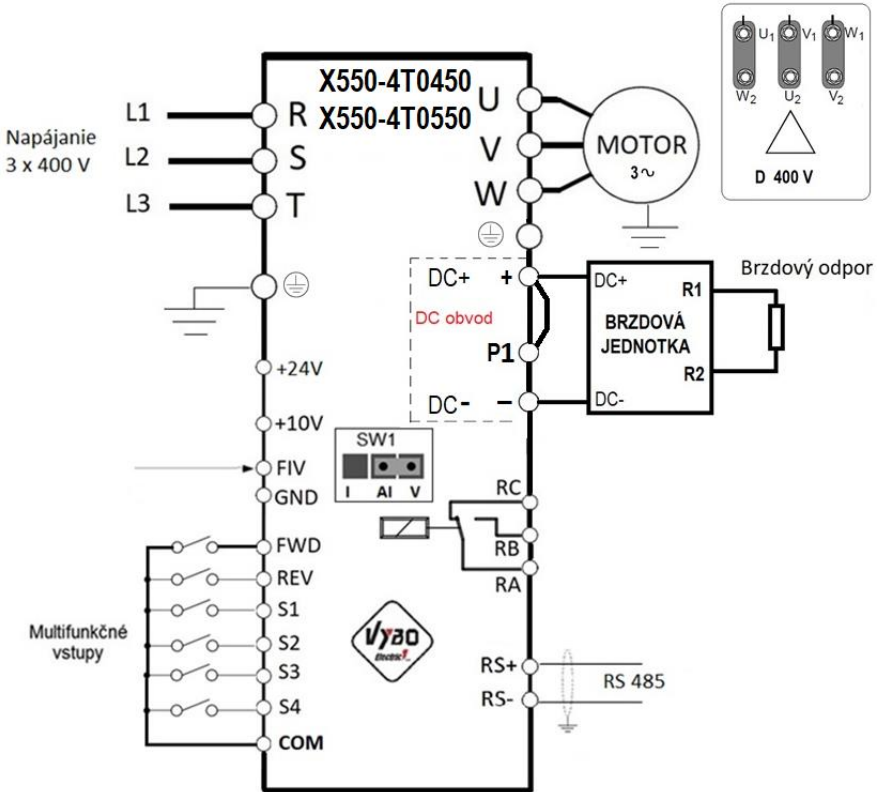 X550-4T0450
X550-4T0550
Napájanie
3 x 400 V
L1
L2
L3
R
S
T
U
V
W
MOTOR
3~
U1 V1 W1
W2 U2 V2
D 400 V
DC+ +
DC obvod
P1
DC- −
DC+
BRZDOVÁ
JEDNOTKA
DC-
R1
R2
Brzdový odpor
+24V
+10V
FIV
GND
SW1
I AI V
RC
RB
RA
FWD
REV
S1
S2
S3
S4
COM
Multifunkčné
vstupy
VYBO
Electric
RS+
RS-
RS 485